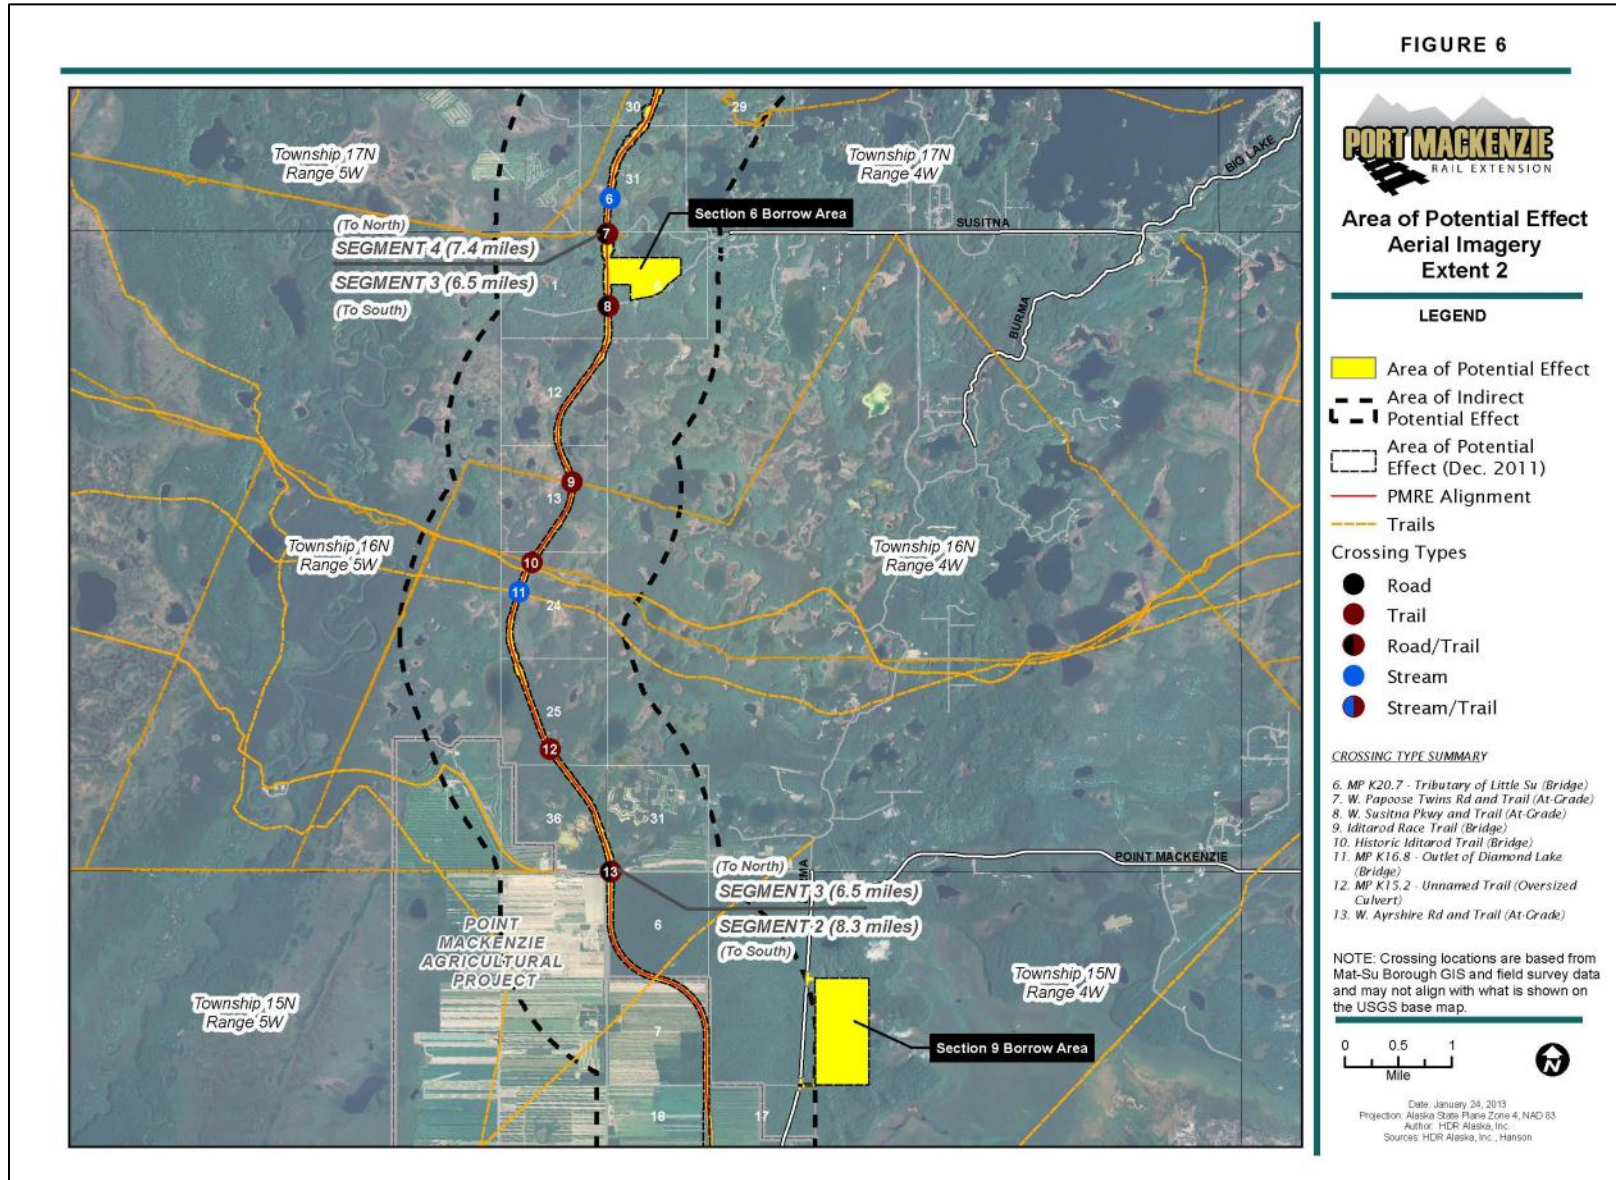 FIGURE 6
PORT MACKENZIE
RAIL EXTENSION
Area of Potential Effect
Aerial Imagery
Extent 2
LEGEND
Area of Potential Effect
Area of Indirect
Potential Effect
Area of Potential
Effect (Dec. 2011)
PMRE Alignment
Trails
Crossing Types
Road
Trail
Road/Trail
Stream
Stream/Trail
CROSSING TYPE SUMMARY
6. MP K20.7 - Tributary of Little Su (Bridge)
7. W. Papoose Twins Rd and Trail (At-Grade)
8. W. Susitna Pkwy and Trail (At-Grade)
9. Iditarod Race Trail (Bridge)
10. Historic Iditarod Trail (Bridge)
11. MP K16.8 - Outlet of Diamond Lake
(Bridge)
12. MP K15.2 - Unnamed Trail (Oversized
Culvert)
13. W. Ayrshire Rd and Trail (At-Grade)
NOTE: Crossing locations are based from
Mat-Su Borough GIS and field survey data
and may not align with what is shown on
the USGS base map.
0 0.5 1
Mile
N
Date: January 24, 2013
Projection: Alaska State Plane Zone 4, NAD 83
Author: HDR Alaska, Inc.
Sources: HDR Alaska, Inc., Hanson
30
29
Township 17N
Range 5W
Township 17N
Range 4W
BIG LAKE
31
6
Section 6 Borrow Area
(To North)
SUSITNA
7
SEGMENT 4 (7.4 miles)
SEGMENT 3 (6.5 miles)
1
6
(To South)
8
BURMA
12
9
13
Township 16N
Range 5W
Township 16N
Range 4W
10
11
24
25
12
36
31
POINT MACKENZIE
13
(To North)
MA
SEGMENT 3 (6.5 miles)
SEGMENT 2 (8.3 miles)
(To South)
6
POINT
MACKENZIE
AGRICULTURAL
PROJECT
Township 15N
Range 5W
Township 15N
Range 4W
7
Section 9 Borrow Area
18
17